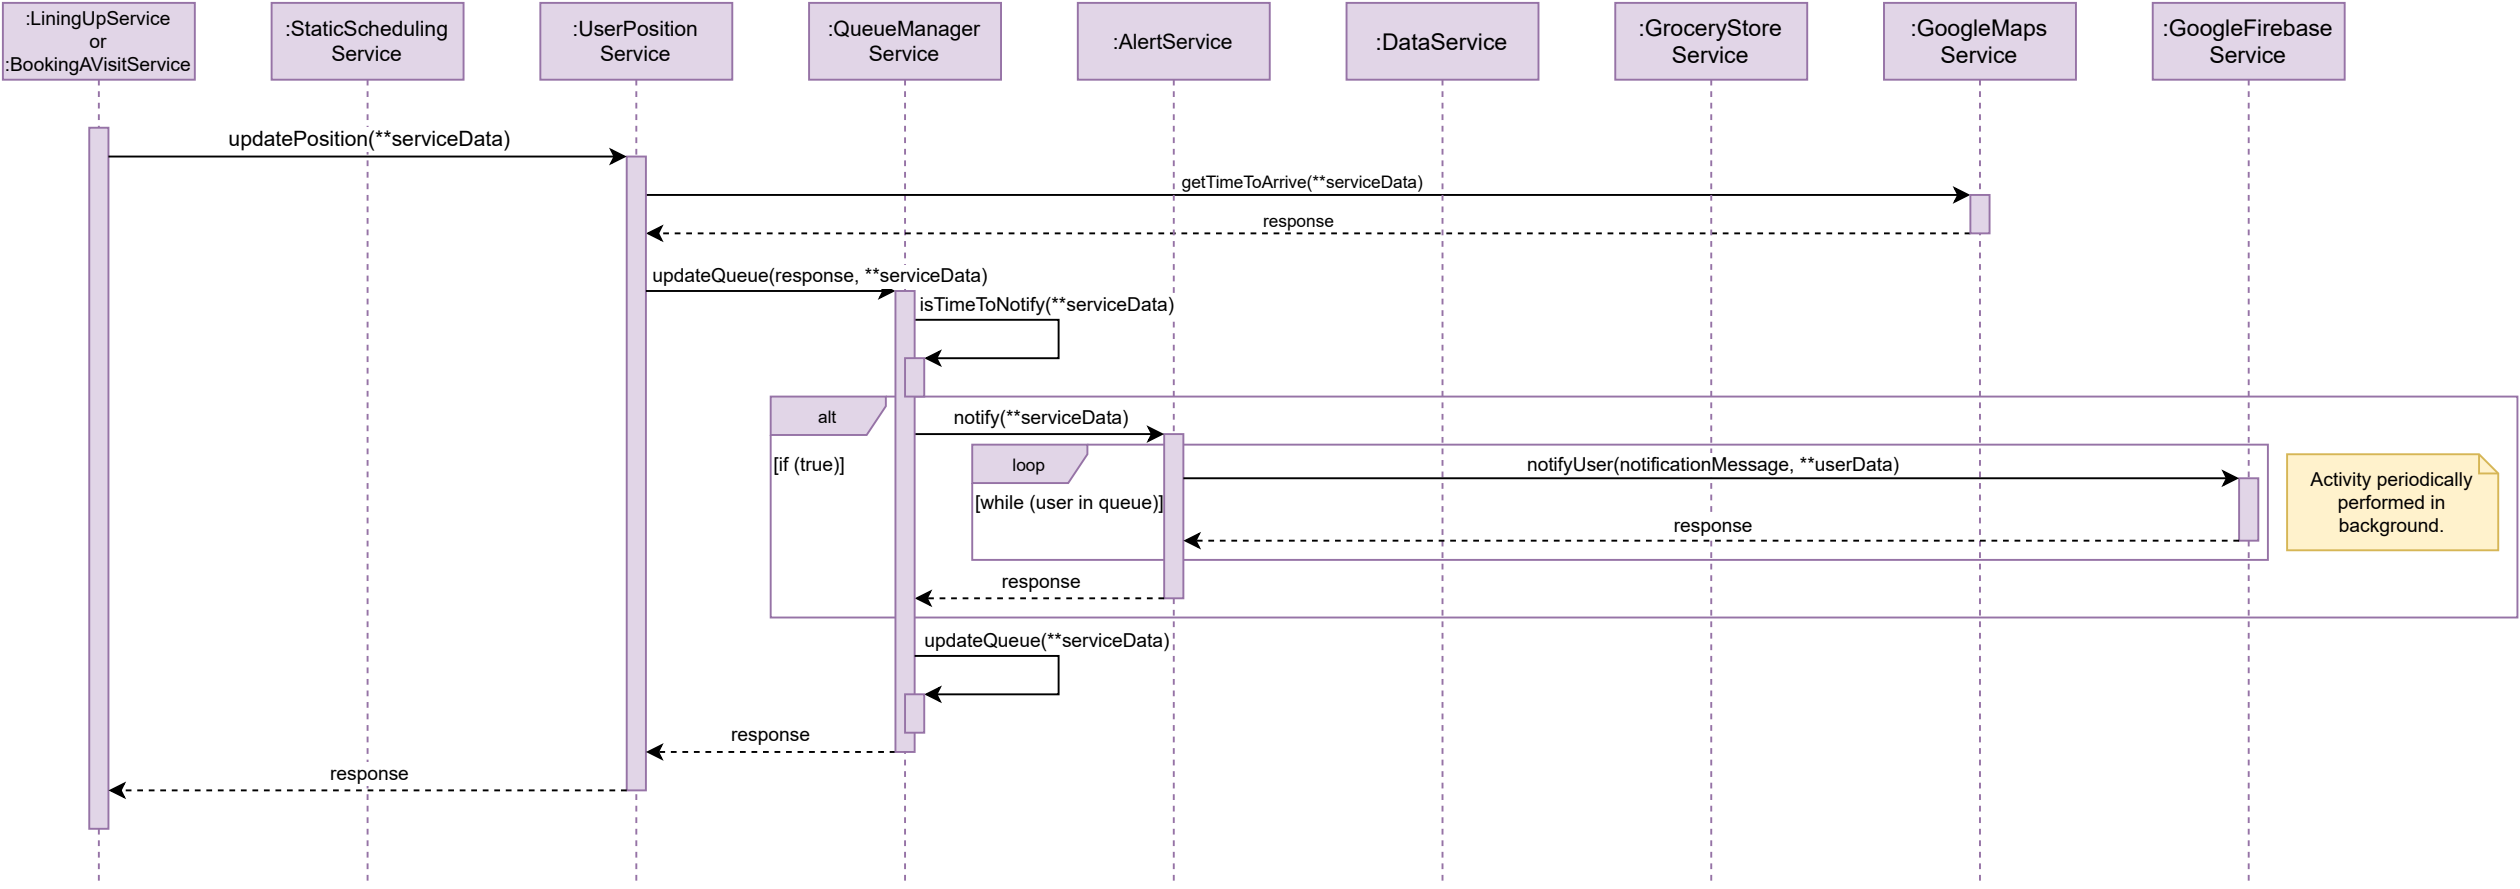 :LiningUpService
or
:BookingAVisitService
:StaticScheduling
Service
:UserPosition
Service
:QueueManager
Service
:AlertService
:DataService
:GroceryStore
Service
:GoogleMaps
Service
:GoogleFirebase
Service
updatePosition(**serviceData)
getTimeToArrive(**serviceData)
response
updateQueue(response, **serviceData)
isTimeToNotify(**serviceData)
alt
notify(**serviceData)
[if (true)]
loop
notifyUser(notificationMessage, **userData)
[while (user in queue)]
Activity periodically
performed in
background.
response
response
updateQueue(**serviceData)
response
response